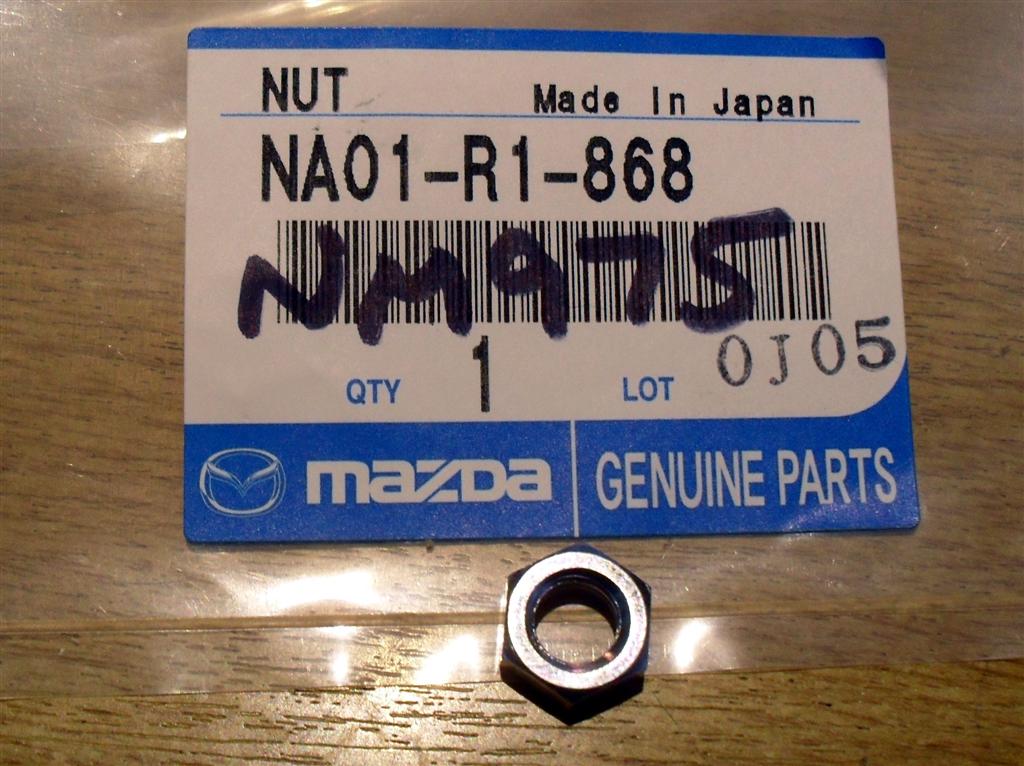 NUT Made In Japan
NA01-R1-868
NM975
QTY 1 LOT 0J05
mazda GENUINE PARTS